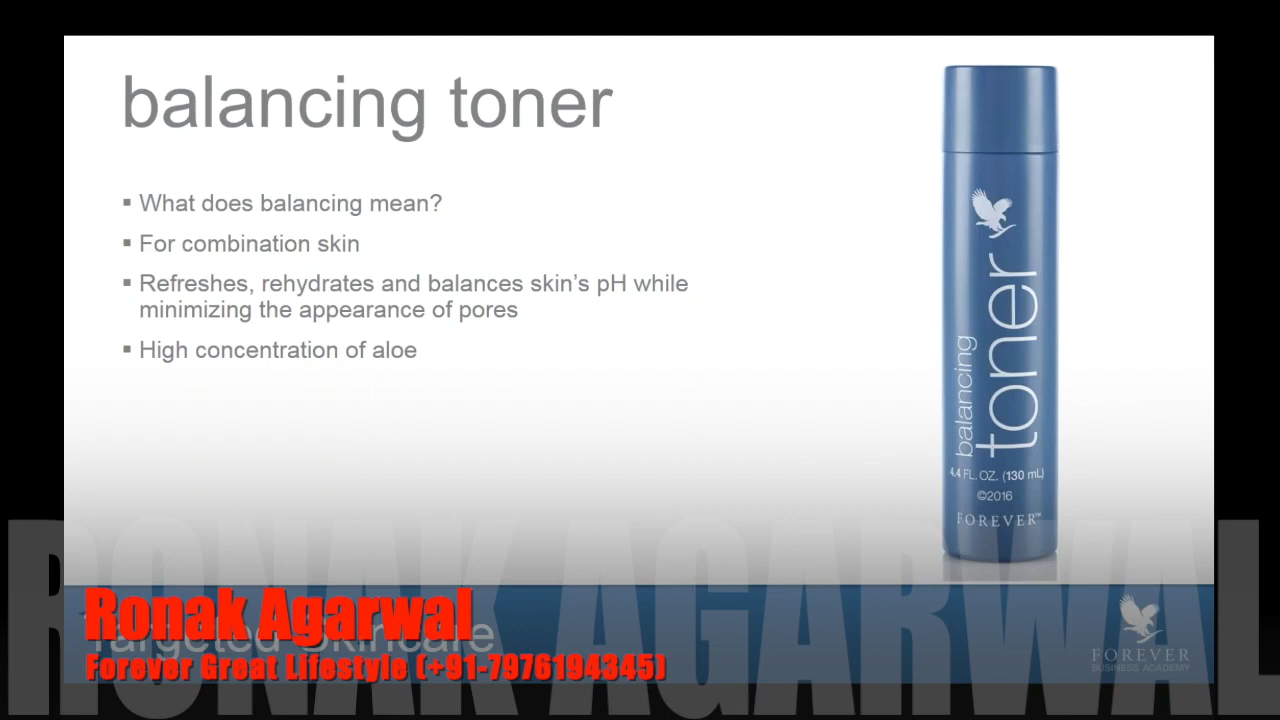 balancing toner
▪ What does balancing mean?
▪ For combination skin
▪ Refreshes, rehydrates and balances skin's pH while
minimizing the appearance of pores
▪ High concentration of aloe
balancing
toner
4.4 FL. OZ. (130 mL)
©2016
FOREVER™
RONAK AGARWAL
Ronak Agarwal
Targeted Skincare
Forever Great Lifestyle (+91-7976194345)
FOREVER
BUSINESS ACADEMY